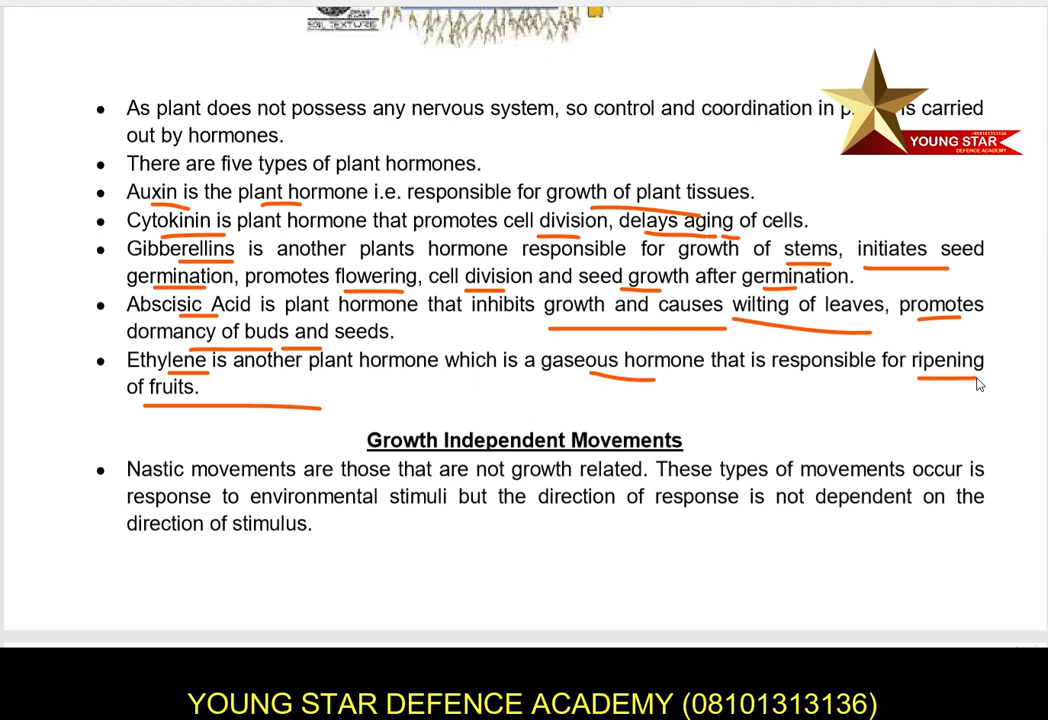 SOIL TEXTURE
• As plant does not possess any nervous system, so control and coordination in is carried
out by hormones.
• There are five types of plant hormones.
• Auxin is the plant hormone i.e. responsible for growth of plant tissues.
• Cytokinin is plant hormone that promotes cell division, delays aging of cells.
• Gibberellins is another plants hormone responsible for growth of stems, initiates seed
germination, promotes flowering, cell division and seed growth after germination.
• Abscisic Acid is plant hormone that inhibits growth and causes wilting of leaves, promotes
dormancy of buds and seeds.
• Ethylene is another plant hormone which is a gaseous hormone that is responsible for ripening
of fruits.
YOUNG STAR
DEFENCE ACADEMY
Growth Independent Movements
• Nastic movements are those that are not growth related. These types of movements occur is
response to environmental stimuli but the direction of response is not dependent on the
direction of stimulus.
YOUNG STAR DEFENCE ACADEMY (08101313136)